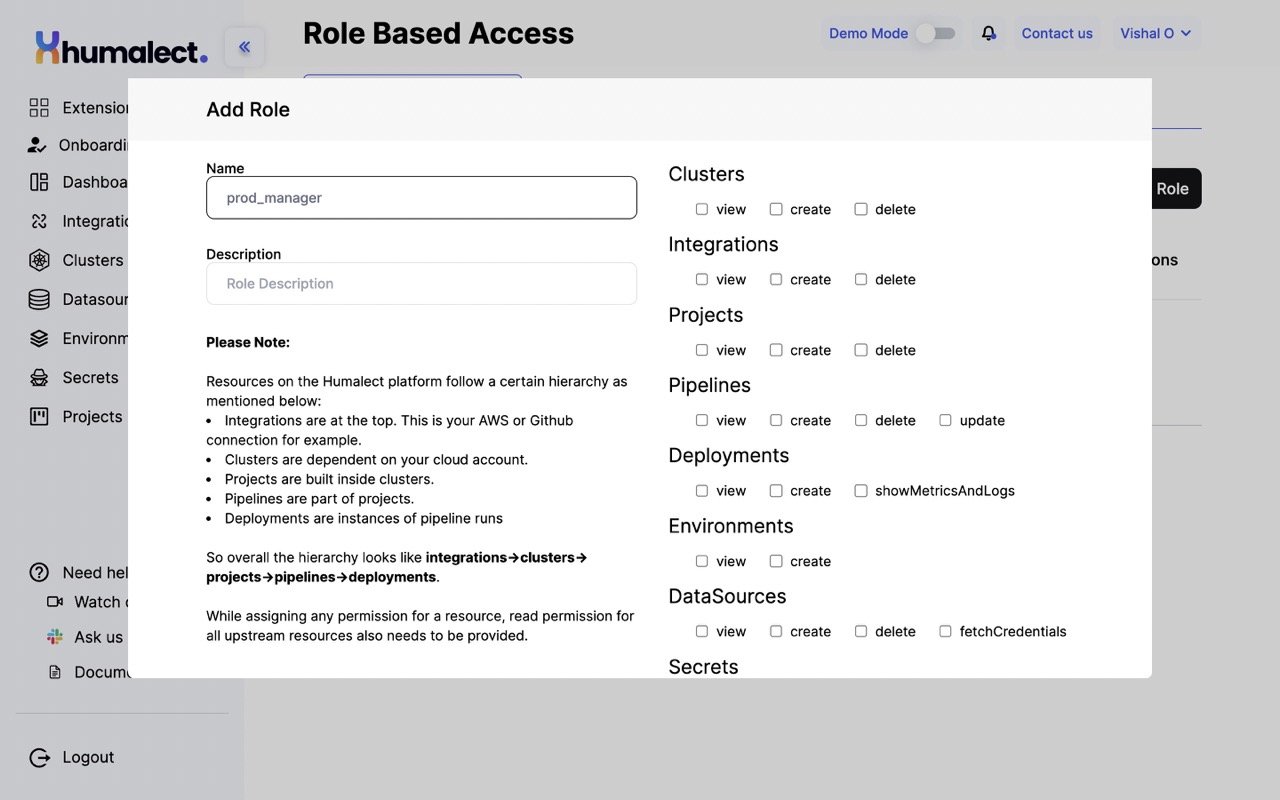 humalect.
Extension
Onboardi
Dashboa
Integratio
Clusters
Datasour
Environm
Secrets
Projects
Need hel
Watch
Ask us
Docume
Logout
Role Based Access
Demo Mode
Contact us
Vishal O
Role
ons
Add Role
Name
prod_manager
Description
Role Description
Please Note:
Resources on the Humalect platform follow a certain hierarchy as
mentioned below:
• Integrations are at the top. This is your AWS or Github
connection for example.
• Clusters are dependent on your cloud account.
• Projects are built inside clusters.
• Pipelines are part of projects.
• Deployments are instances of pipeline runs
So overall the hierarchy looks like integrations→clusters→
projects→pipelines→deployments.
While assigning any permission for a resource, read permission for
all upstream resources also needs to be provided.
Clusters
view create delete
Integrations
view create delete
Projects
view create delete
Pipelines
view create delete update
Deployments
view create showMetricsAndLogs
Environments
view create
DataSources
view create delete fetchCredentials
Secrets